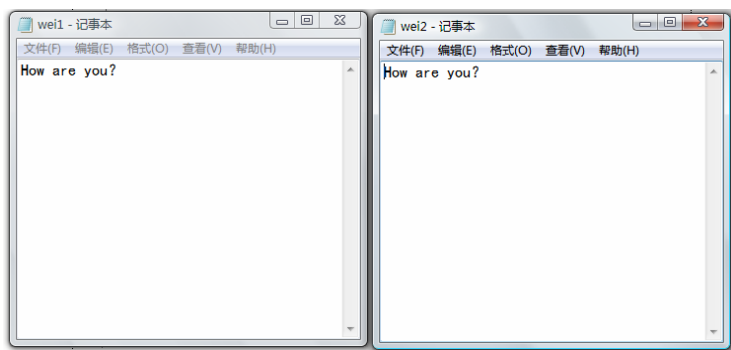 wei1 - 记事本
文件(F) 编辑(E) 格式(O) 查看(V) 帮助(H)
How are you?
wei2 - 记事本
文件(F) 编辑(E) 格式(O) 查看(V) 帮助(H)
How are you?